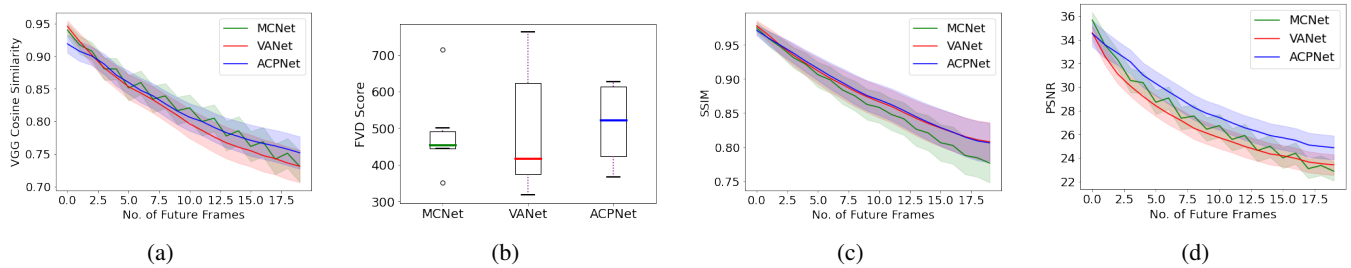 VGG Cosine Similarity
0.95
0.90
0.85
0.80
0.75
0.70
MCNet
VANet
ACPNet
0.0 2.5 5.0 7.5 10.0 12.5 15.0 17.5
No. of Future Frames
(a)
FVD Score
700
600
500
400
300
MCNet VANet ACPNet
(b)
SSIM
0.95
0.90
0.85
0.80
0.75
MCNet
VANet
ACPNet
0.0 2.5 5.0 7.5 10.0 12.5 15.0 17.5
No. of Future Frames
(c)
PSNR
36
34
32
30
28
26
24
22
MCNet
VANet
ACPNet
0.0 2.5 5.0 7.5 10.0 12.5 15.0 17.5
No. of Future Frames
(d)